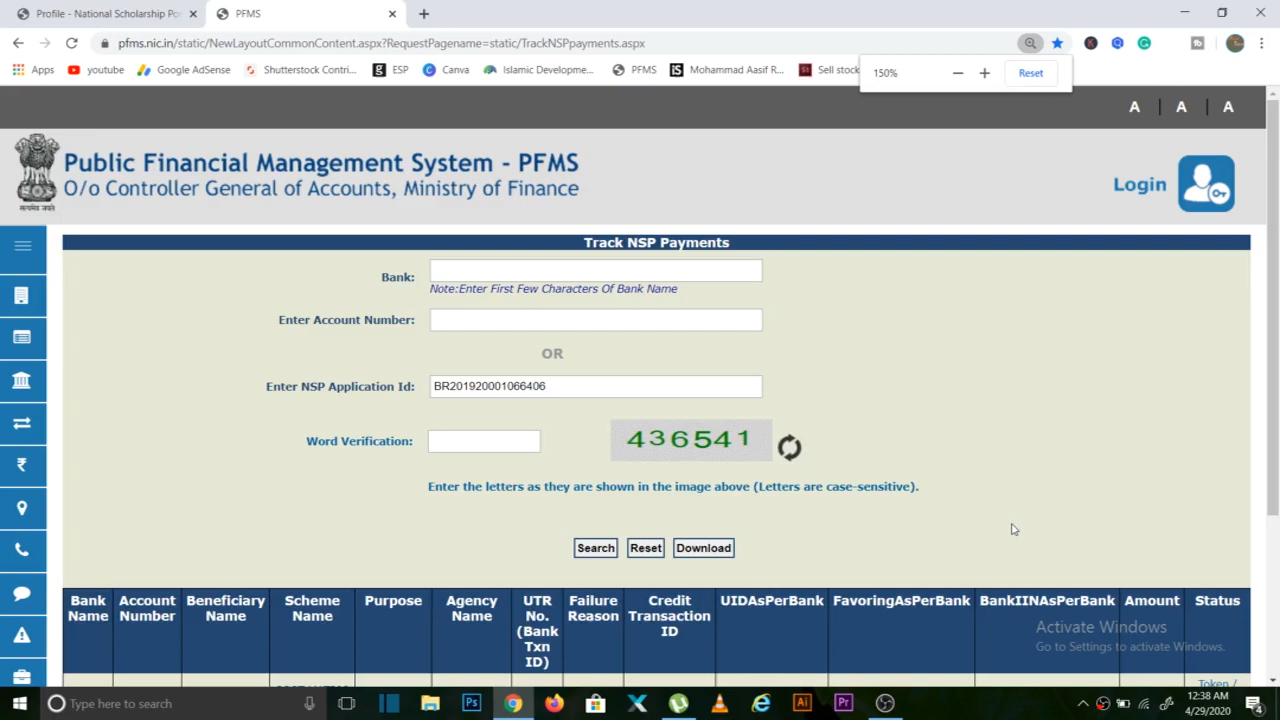 Profile - National Scholarship Po
PFMS
pfms.nic.in/static/NewLayoutCommonContent.aspx?RequestPagename=static/TrackNSPpayments.aspx
Apps
youtube
Google AdSense
Shutterstock Contri...
ESP
Canva
Islamic Developme...
PFMS
Mohammad Aasif R...
Sell stock
150%
Reset
A | A | A
Public Financial Management System - PFMS
O/o Controller General of Accounts, Ministry of Finance
सत्यमेव जयते
Login
Track NSP Payments
Bank:
Note:Enter First Few Characters Of Bank Name
Enter Account Number:
OR
Enter NSP Application Id: BR201920001066406
Word Verification: 436541
Enter the letters as they are shown in the image above (Letters are case-sensitive).
Search Reset Download
Bank Name
Account Number
Beneficiary Name
Scheme Name
Purpose
Agency Name
UTR No. (Bank Txn ID)
Failure Reason
Credit Transaction ID
UIDAsPerBank
FavoringAsPerBank
BankIINAsPerBank
Amount
Status
Token /
Activate Windows
Go to Settings to activate Windows.
Type here to search
12:38 AM
4/29/2020